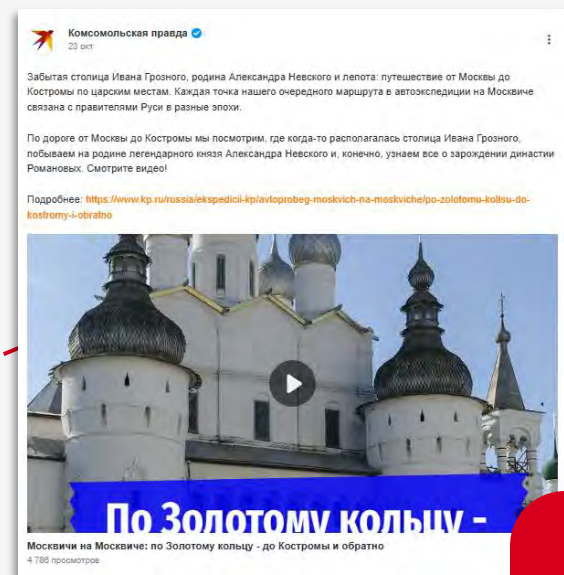 Комсомольская правда
23 окт
Забытая столица Ивана Грозного, родина Александра Невского и лепота: путешествие от Москвы до
Костромы по царским местам. Каждая точка нашего очередного маршрута в автоэкспедиции на Москвиче
связана с правителями Руси в разные эпохи.
По дороге от Москвы до Костромы мы посмотрим, где когда-то располагалась столица Ивана Грозного,
побываем на родине легендарного князя Александра Невского и, конечно, узнаем все о зарождении династии
Романовых. Смотрите видео!
Подробнее: https://www.kp.ru/russia/ekspedicii-kp/avtoprobeg-moskvich-na-moskviche/po-zolotomu-koltsu-do-
kostromy-i-obratno
По Золотому кольцу -
Москвичи на Москвиче: по Золотому кольцу - до Костромы и обратно
4 786 просмотров